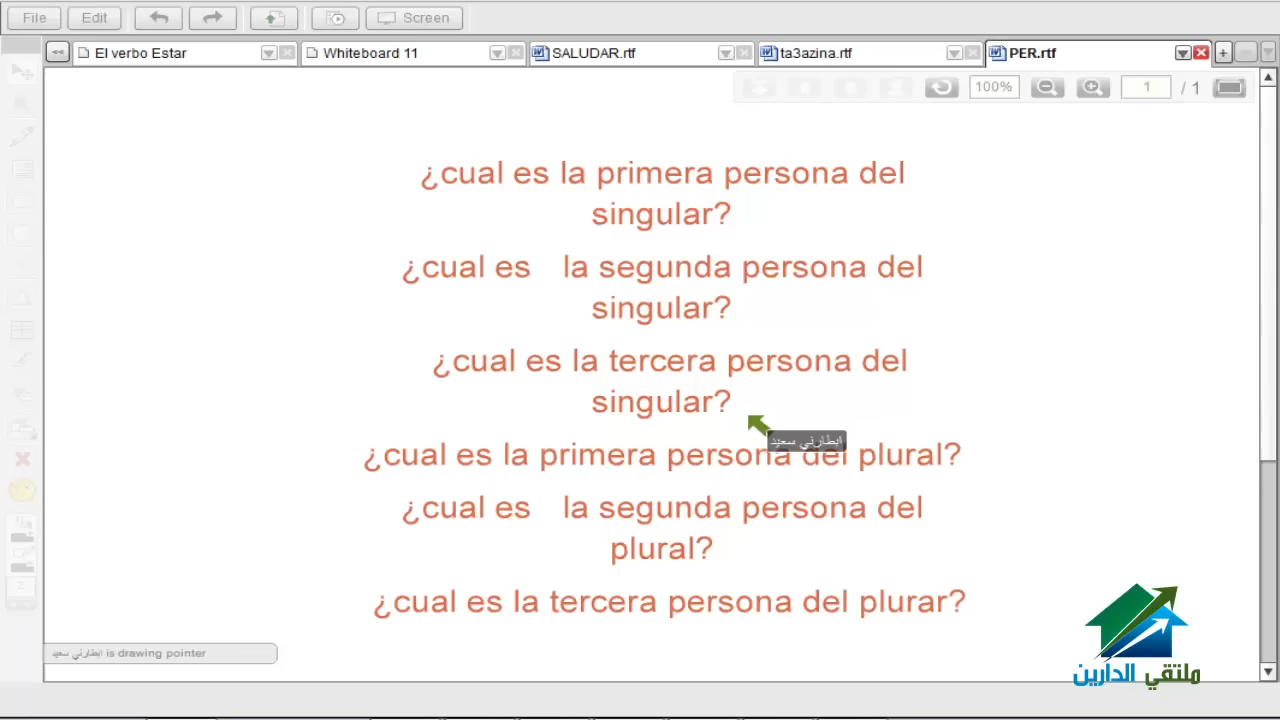 File Edit Screen
<< El verbo Estar Whiteboard 11 SALUDAR.rtf ta3azina.rtf PER.rtf +
100% 1 / 1
¿cual es la primera persona del
singular?
¿cual es la segunda persona del
singular?
¿cual es la tercera persona del
singular?
ابطارني سعيد
¿cual es la primera persona del plural?
¿cual es la segunda persona del
plural?
¿cual es la tercera persona del plurar?
ابطارني سعيد is drawing pointer
ملتقي الدارين